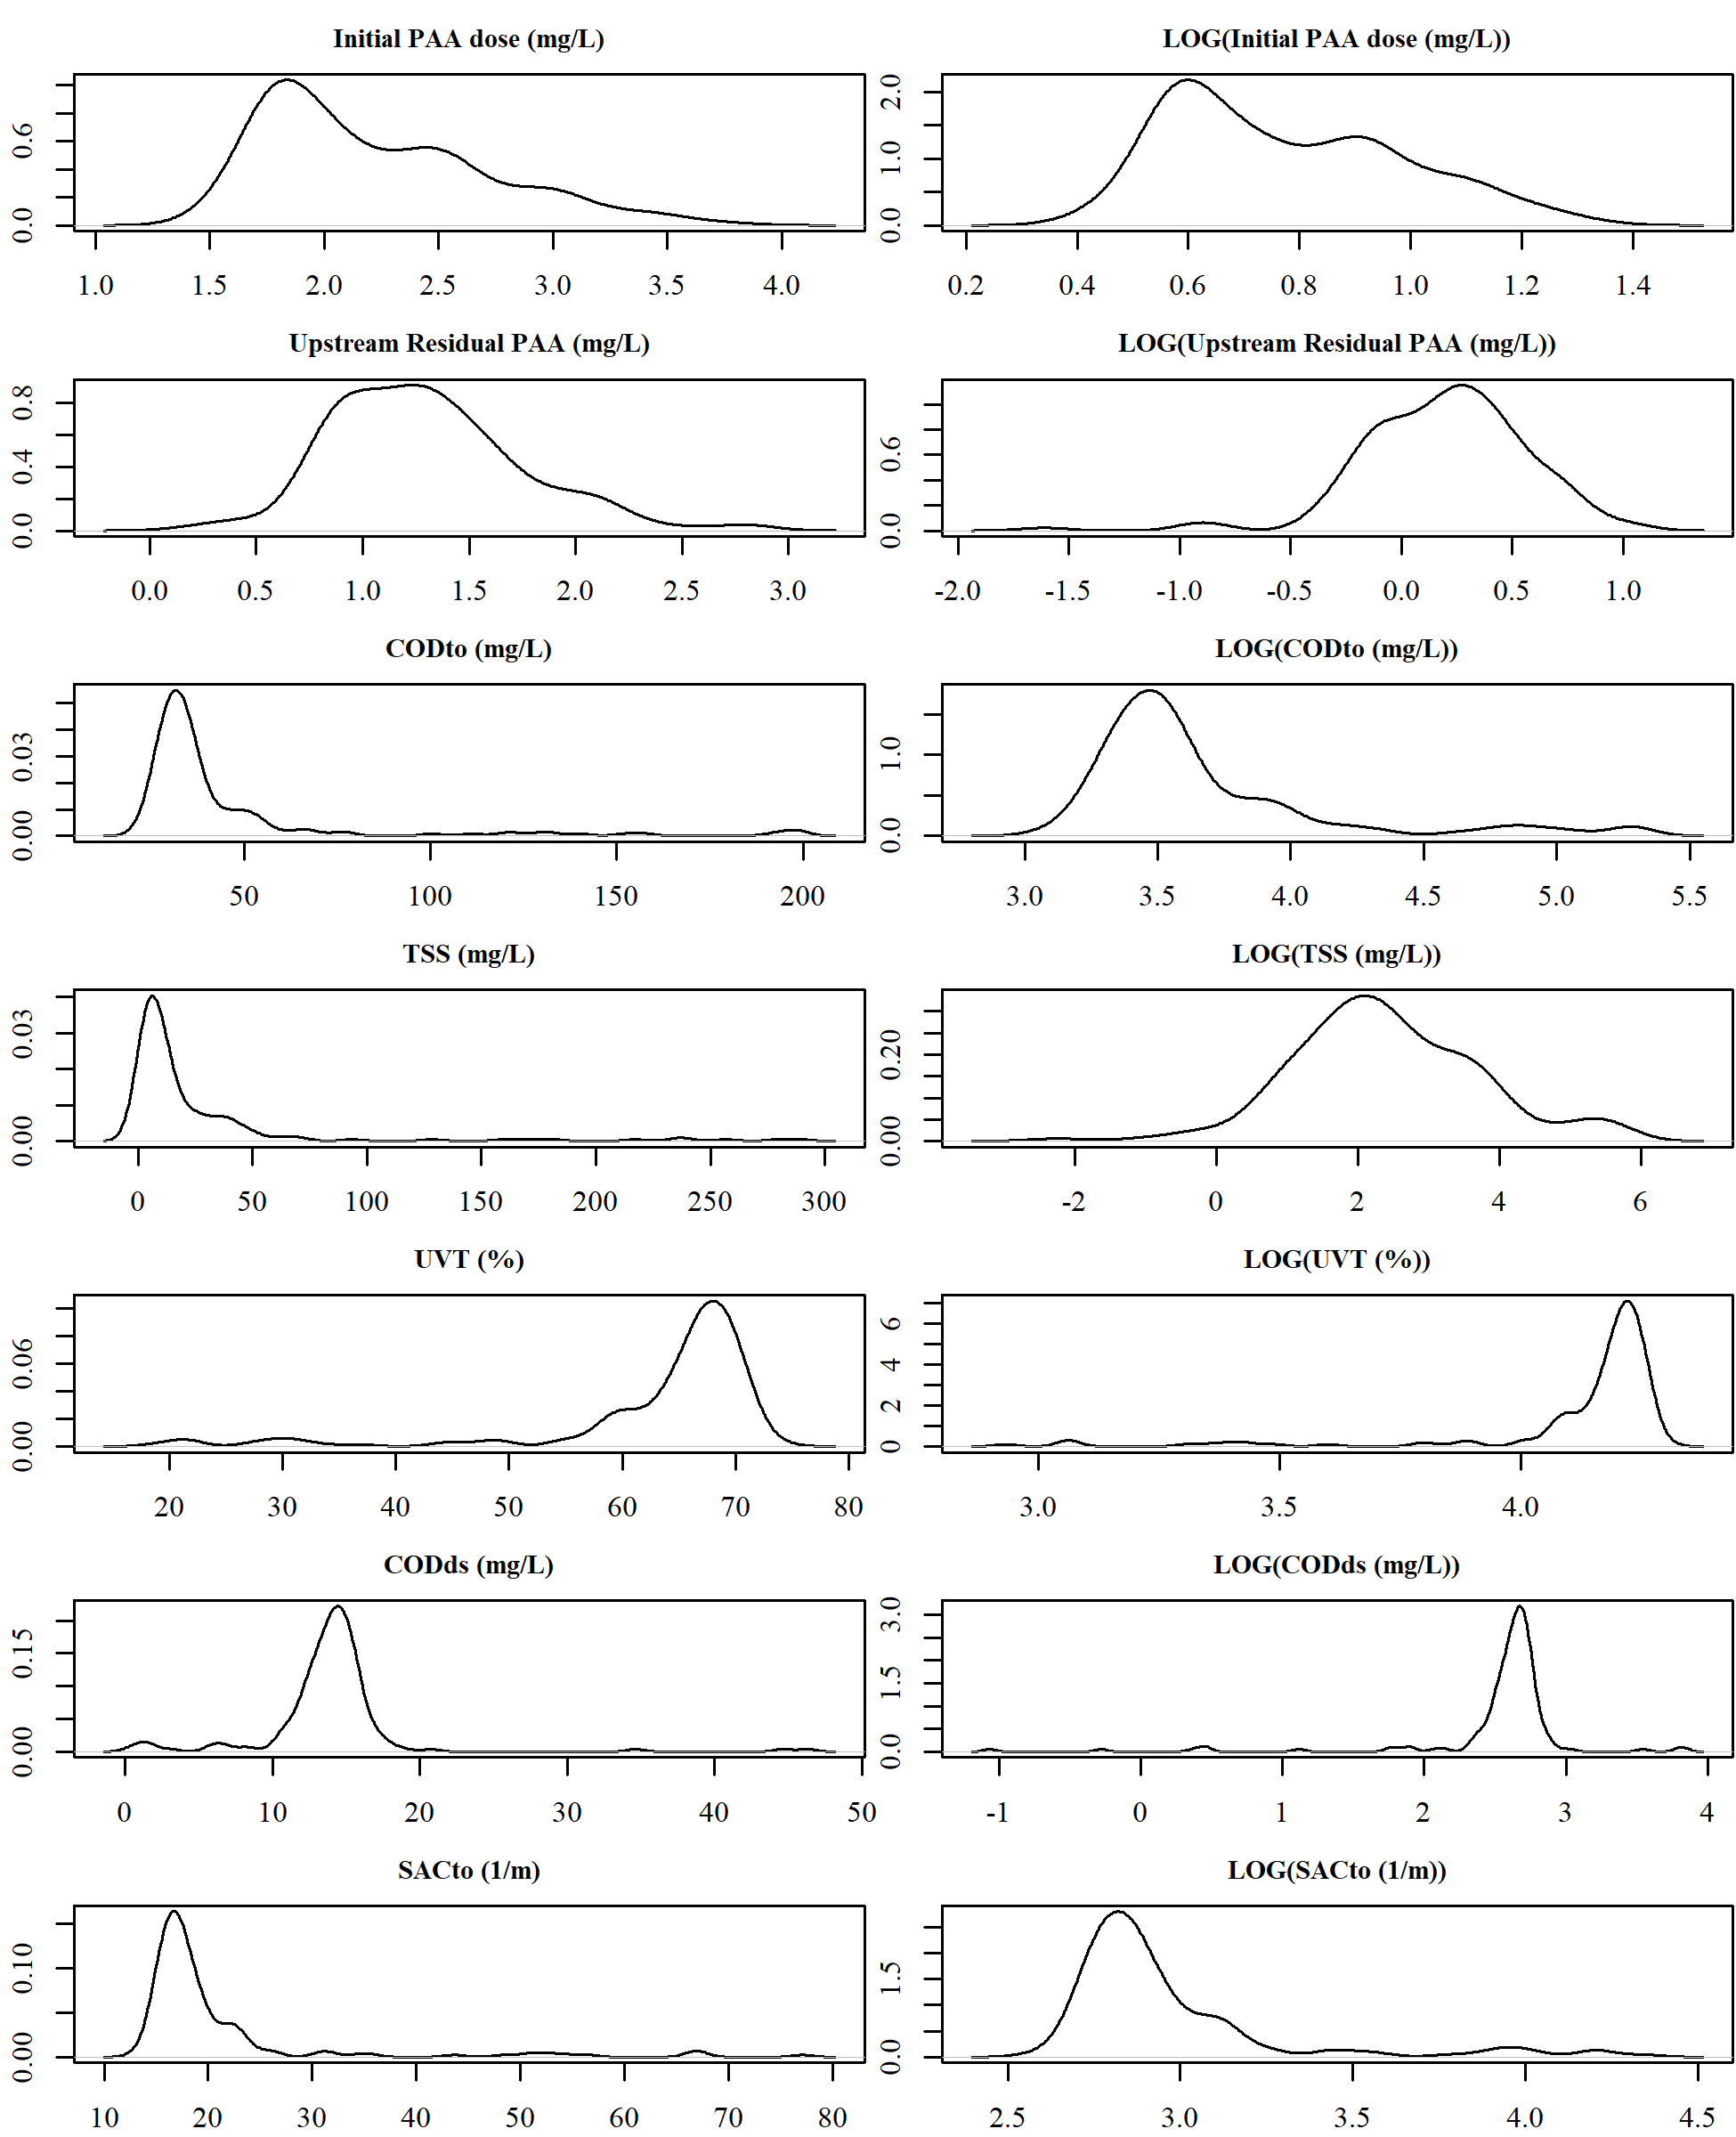 Initial PAA dose (mg/L)
0.0 0.6
1.0 1.5 2.0 2.5 3.0 3.5 4.0
LOG(Initial PAA dose (mg/L))
0.0 1.0 2.0
0.2 0.4 0.6 0.8 1.0 1.2 1.4
Upstream Residual PAA (mg/L)
0.0 0.4 0.8
0.0 0.5 1.0 1.5 2.0 2.5 3.0
LOG(Upstream Residual PAA (mg/L))
0.0 0.6
-2.0 -1.5 -1.0 -0.5 0.0 0.5 1.0
CODto (mg/L)
0.00 0.03
50 100 150 200
LOG(CODto (mg/L))
0.0 1.0
3.0 3.5 4.0 4.5 5.0 5.5
TSS (mg/L)
0.00 0.03
0 50 100 150 200 250 300
LOG(TSS (mg/L))
0.00 0.20
-2 0 2 4 6
UVT (%)
0.00 0.06
20 30 40 50 60 70 80
LOG(UVT (%))
0 2 4 6
3.0 3.5 4.0
CODds (mg/L)
0.00 0.15
0 10 20 30 40 50
LOG(CODds (mg/L))
0.0 1.5 3.0
-1 0 1 2 3 4
SACto (1/m)
0.00 0.10
10 20 30 40 50 60 70 80
LOG(SACto (1/m))
0.0 1.5
2.5 3.0 3.5 4.0 4.5